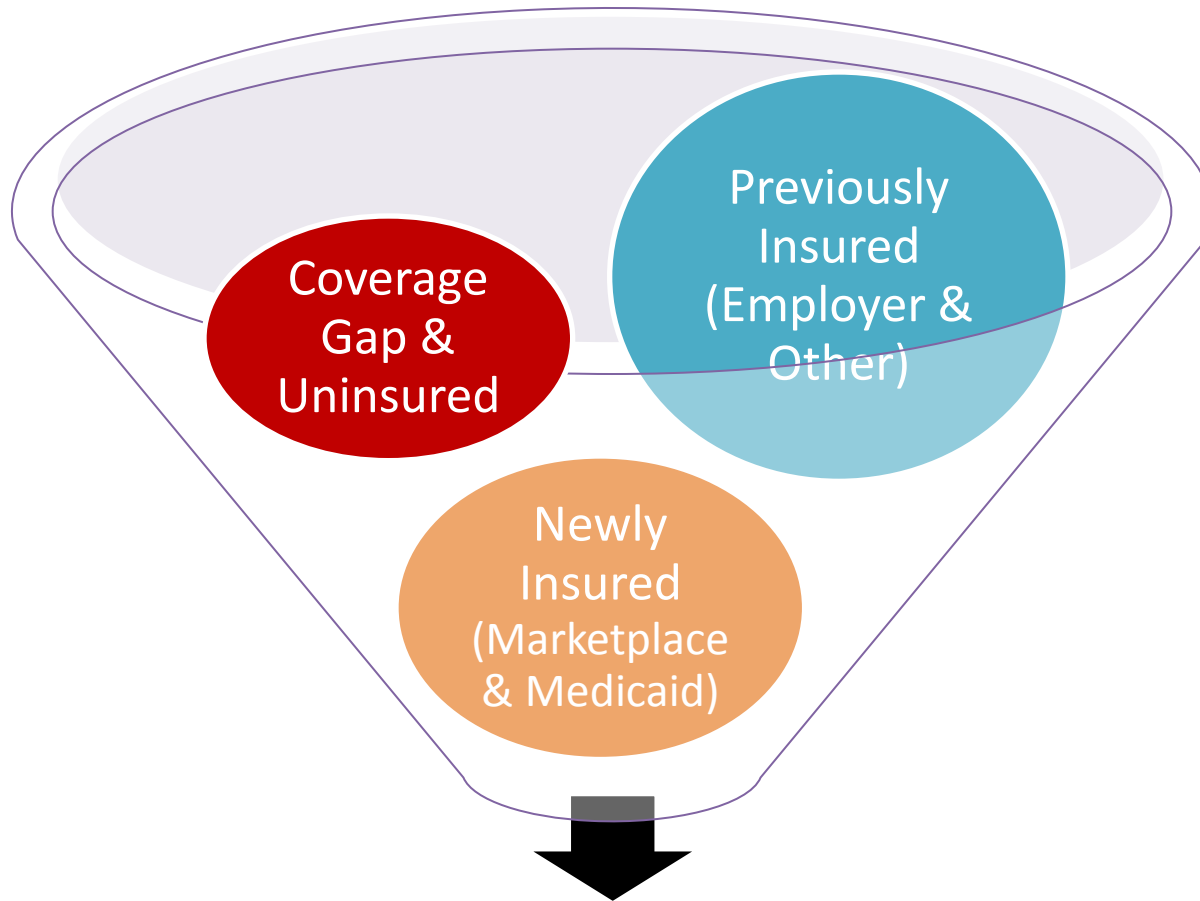 Previously
Insured
(Employer &
Other)
Coverage
Gap &
Uninsured
Newly
Insured
(Marketplace
& Medicaid)